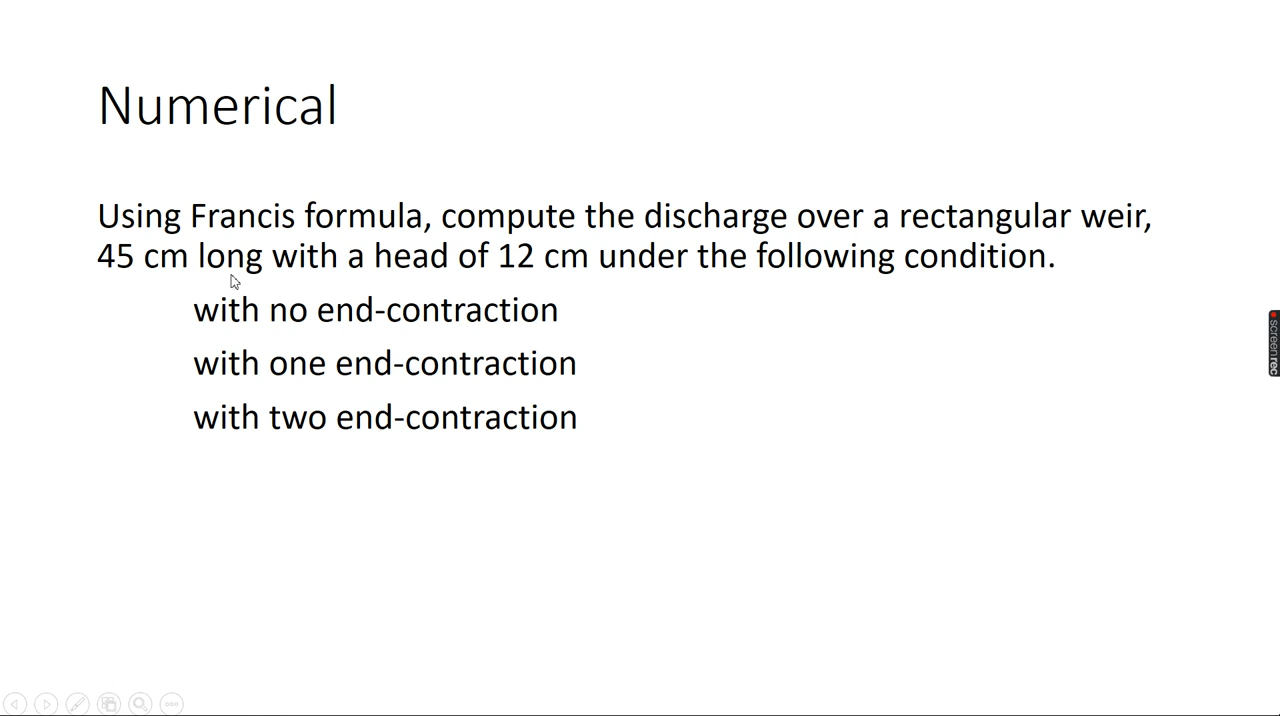 Numerical
Using Francis formula, compute the discharge over a rectangular weir,
45 cm long with a head of 12 cm under the following condition.
with no end-contraction
with one end-contraction
with two end-contraction
screenrec